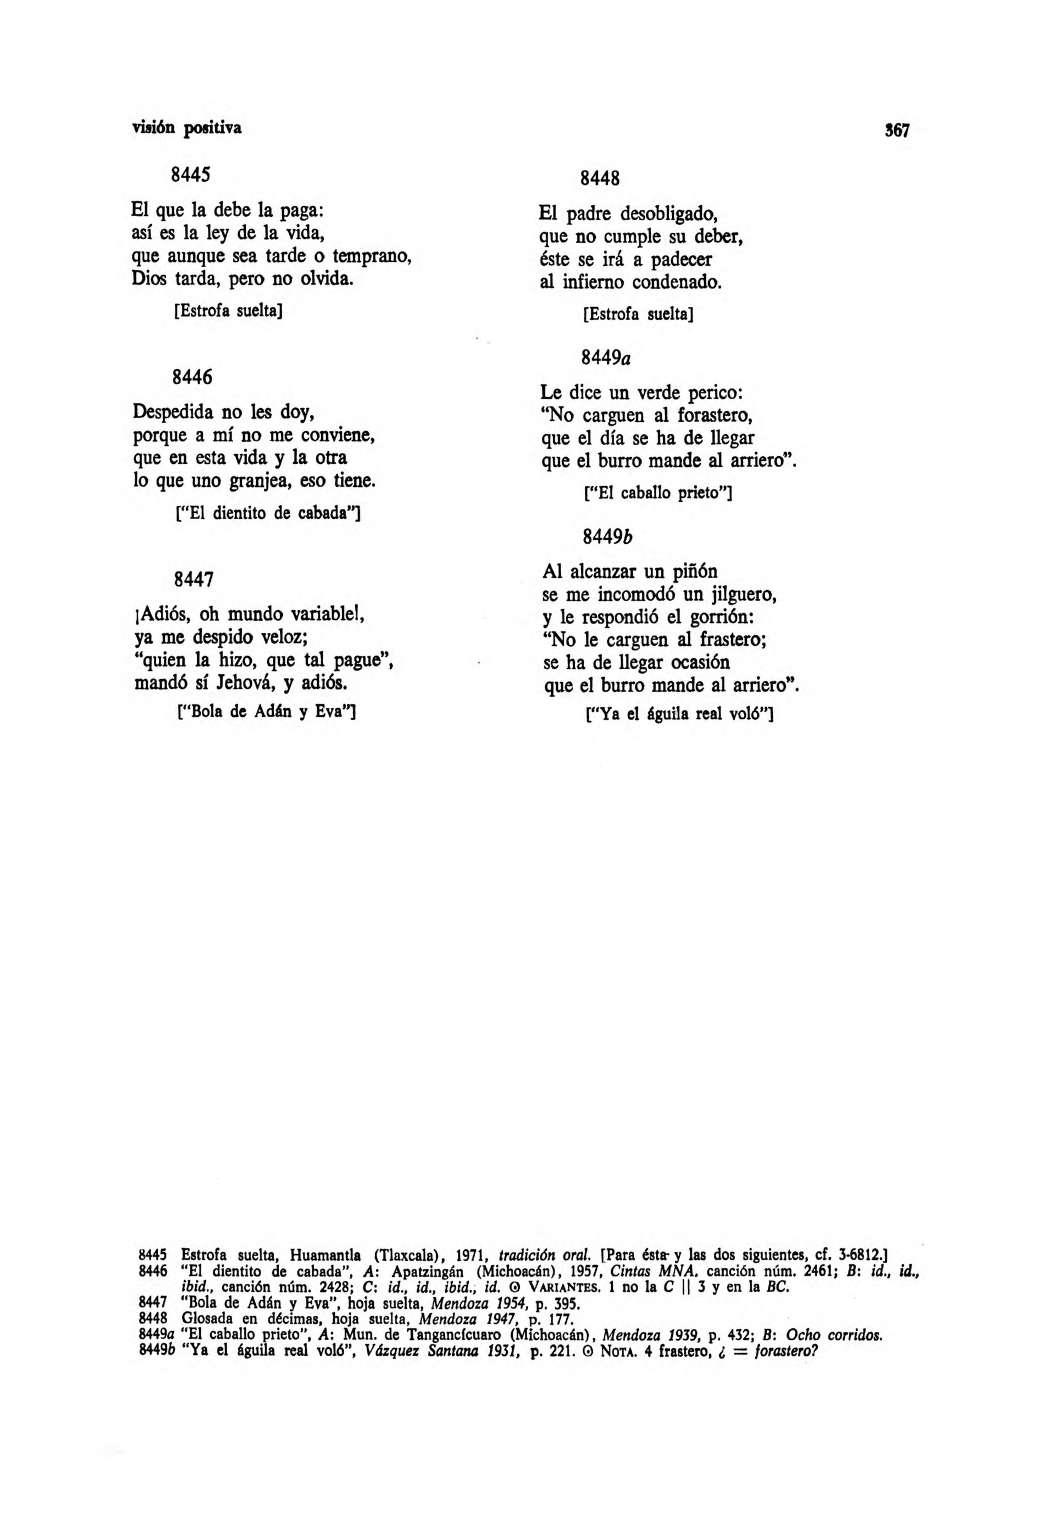 visión positiva
367
8445
El que la debe la paga:
así es la ley de la vida,
que aunque sea tarde o temprano,
Dios tarda, pero no olvida.
[Estrofa suelta]
8446
Despedida no les doy,
porque a mí no me conviene,
que en esta vida y la otra
lo que uno granjea, eso tiene.
["El dientito de cabada"]
8447
¡Adiós, oh mundo variable!,
ya me despido veloz;
"quien la hizo, que tal pague",
mandó sí Jehová, y adiós.
["Bola de Adán y Eva"]
8448
El padre desobligado,
que no cumple su deber,
éste se irá a padecer
al infierno condenado.
[Estrofa suelta]
8449a
Le dice un verde perico:
"No carguen al forastero,
que el día se ha de llegar
que el burro mande al arriero".
["El caballo prieto"]
8449b
Al alcanzar un piñón
se me incomodó un jilguero,
y le respondió el gorrión:
"No le carguen al frastero;
se ha de llegar ocasión
que el burro mande al arriero".
["Ya el águila real voló"]
8445 Estrofa suelta, Huamantla (Tlaxcala), 1971, tradición oral. [Para ésta y las dos siguientes, cf. 3-6812.]
8446 "El dientito de cabada", A: Apatzingán (Michoacán), 1957, Cintas MNA, canción núm. 2461; B: id., id.,
ibid., canción núm. 2428; C: id., id., ibid., id. ⊙ VARIANTES. 1 no la C || 3 y en la BC.
8447 "Bola de Adán y Eva", hoja suelta, Mendoza 1954, p. 395.
8448 Glosada en décimas, hoja suelta, Mendoza 1947, p. 177.
8449a "El caballo prieto", A: Mun. de Tangancícuaro (Michoacán), Mendoza 1939, p. 432; B: Ocho corridos.
8449b "Ya el águila real voló", Vázquez Santana 1931, p. 221. ⊙ NOTA. 4 frastero, ¿ = forastero?